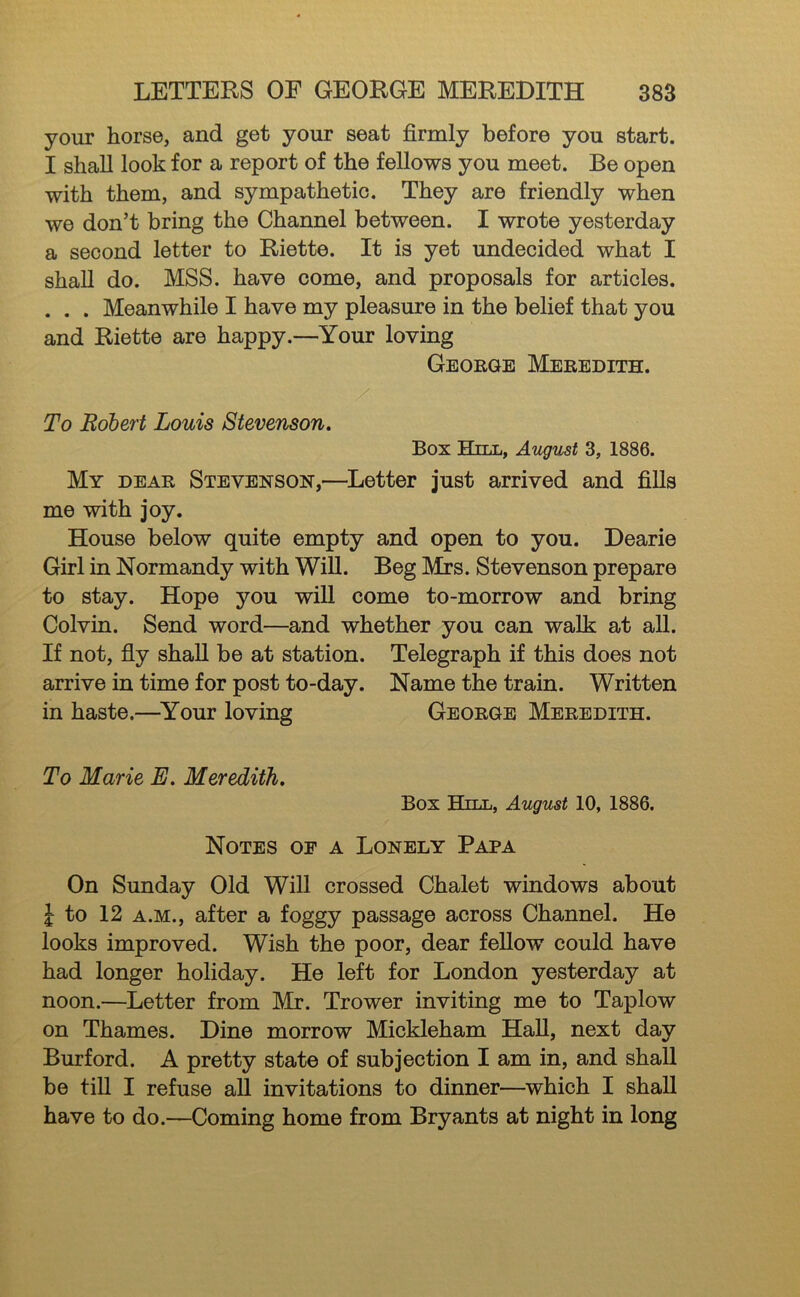 LETTERS OF GEORGE MEREDITH 383
your horse, and get your seat firmly before you start.
I shall look for a report of the fellows you meet. Be open
with them, and sympathetic. They are friendly when
we don't bring the Channel between. I wrote yesterday
a second letter to Riette. It is yet undecided what I
shall do. MSS. have come, and proposals for articles.
. . . Meanwhile I have my pleasure in the belief that you
and Riette are happy.—Your loving
GEORGE MEREDITH.
To Robert Louis Stevenson.
BOX HILL, August 3, 1886.
MY DEAR STEVENSON,—Letter just arrived and fills
me with joy.
House below quite empty and open to you. Dearie
Girl in Normandy with Will. Beg Mrs. Stevenson prepare
to stay. Hope you will come to-morrow and bring
Colvin. Send word—and whether you can walk at all.
If not, fly shall be at station. Telegraph if this does not
arrive in time for post to-day. Name the train. Written
in haste.—Your loving GEORGE MEREDITH.
To Marie E. Meredith.
BOX HILL, August 10, 1886.
NOTES OF A LONELY PAPA
On Sunday Old Will crossed Chalet windows about
¼ to 12 A.M., after a foggy passage across Channel. He
looks improved. Wish the poor, dear fellow could have
had longer holiday. He left for London yesterday at
noon.—Letter from Mr. Trower inviting me to Taplow
on Thames. Dine morrow Mickleham Hall, next day
Burford. A pretty state of subjection I am in, and shall
be till I refuse all invitations to dinner—which I shall
have to do.—Coming home from Bryants at night in long